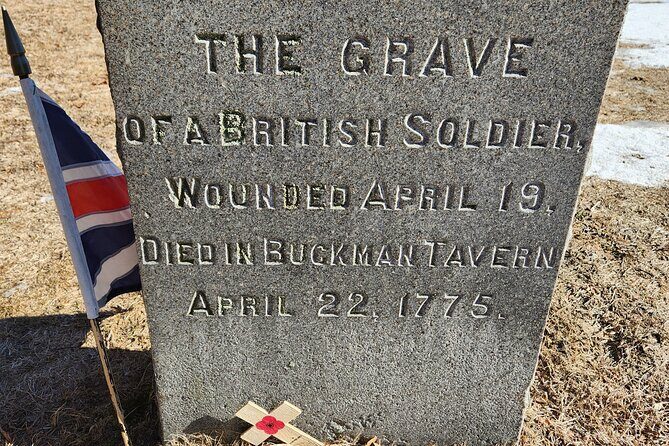 THE GRAVE
OF A BRITISH SOLDIER,
WOUNDED APRIL 19.
DIED IN BUCKMAN TAVERN
APRIL 22, 1775.